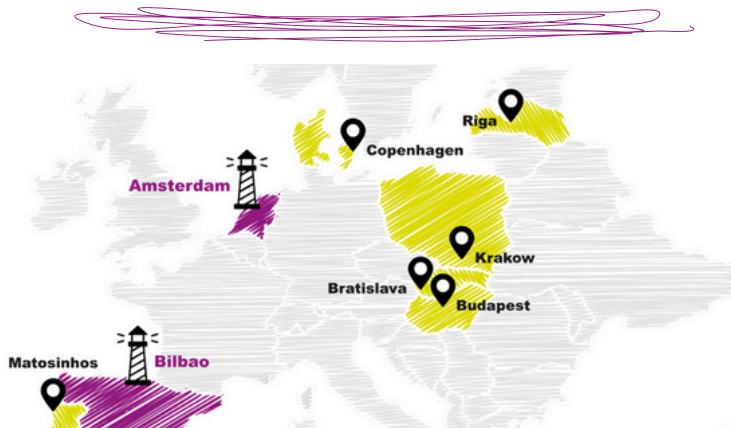 Riga
Copenhagen
Amsterdam
Krakow
Bratislava
Budapest
Matosinhos
Bilbao